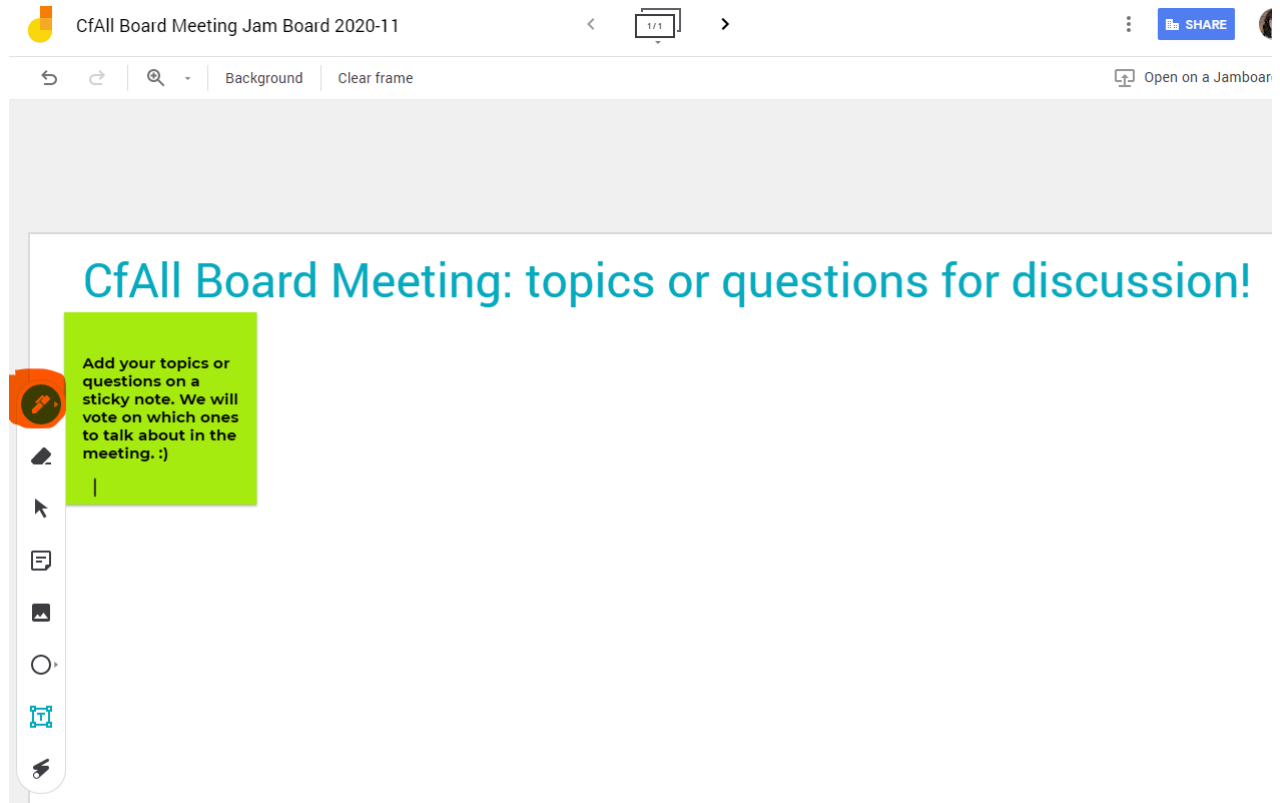 CfAll Board Meeting Jam Board 2020-11
1/1
SHARE
Background
Clear frame
Open on a Jamboar
CfAll Board Meeting: topics or questions for discussion!
Add your topics or
questions on a
sticky note. We will
vote on which ones
to talk about in the
meeting. :)
T